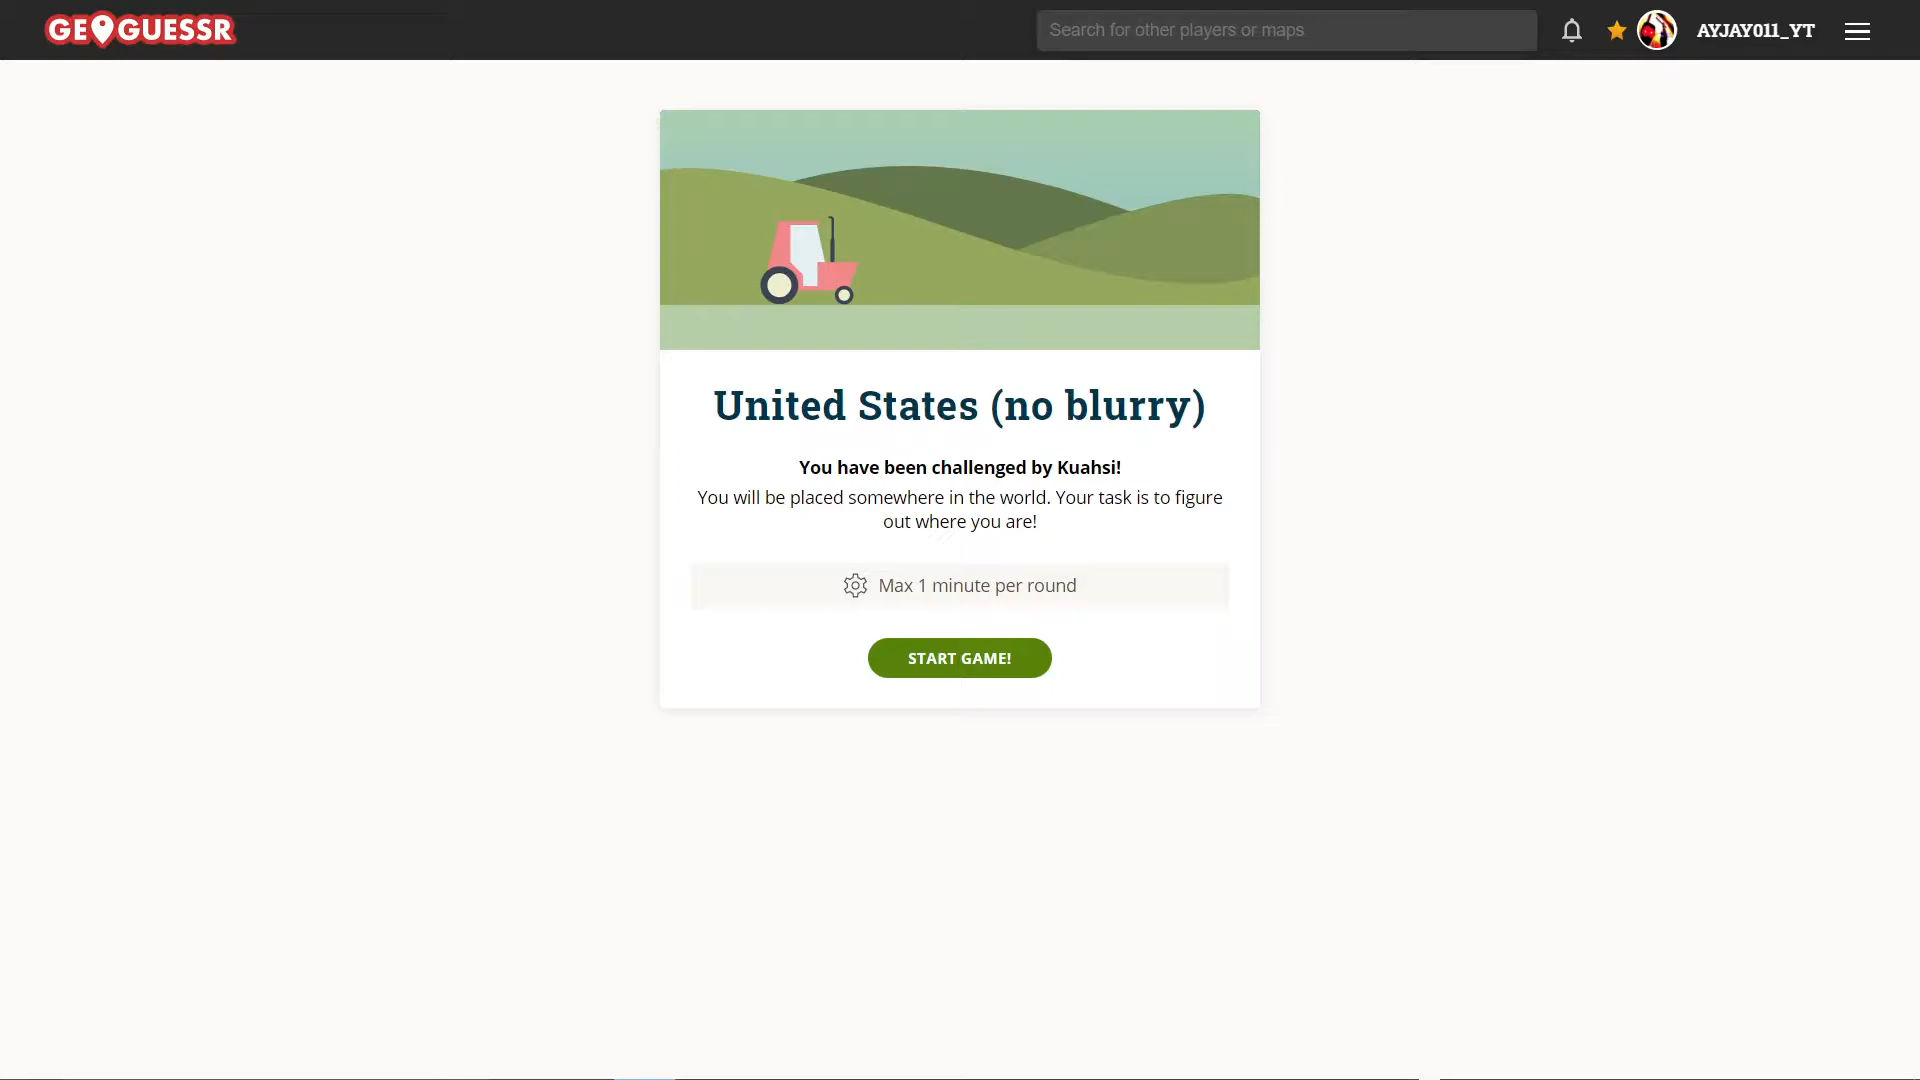 GEOGUESSR
Search for other players or maps
AYJAY011_YT
United States (no blurry)
You have been challenged by Kuahsi!
You will be placed somewhere in the world. Your task is to figure
out where you are!
Max 1 minute per round
START GAME!